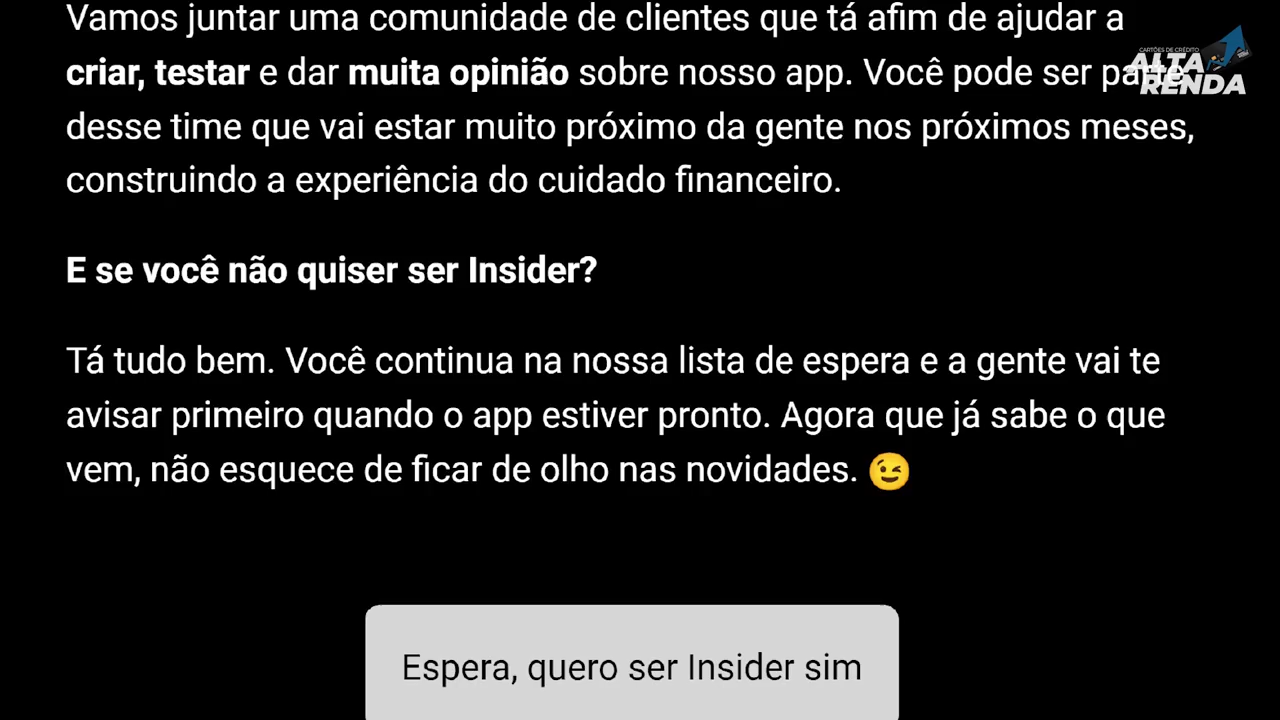 Vamos juntar uma comunidade de clientes que tá afim de ajudar a
criar, testar e dar muita opinião sobre nosso app. Você pode ser parte
desse time que vai estar muito próximo da gente nos próximos meses,
construindo a experiência do cuidado financeiro.
E se você não quiser ser Insider?
Tá tudo bem. Você continua na nossa lista de espera e a gente vai te
avisar primeiro quando o app estiver pronto. Agora que já sabe o que
vem, não esquece de ficar de olho nas novidades. 😉
Espera, quero ser Insider sim
CARTÕES DE CRÉDITO
ALTA
RENDA